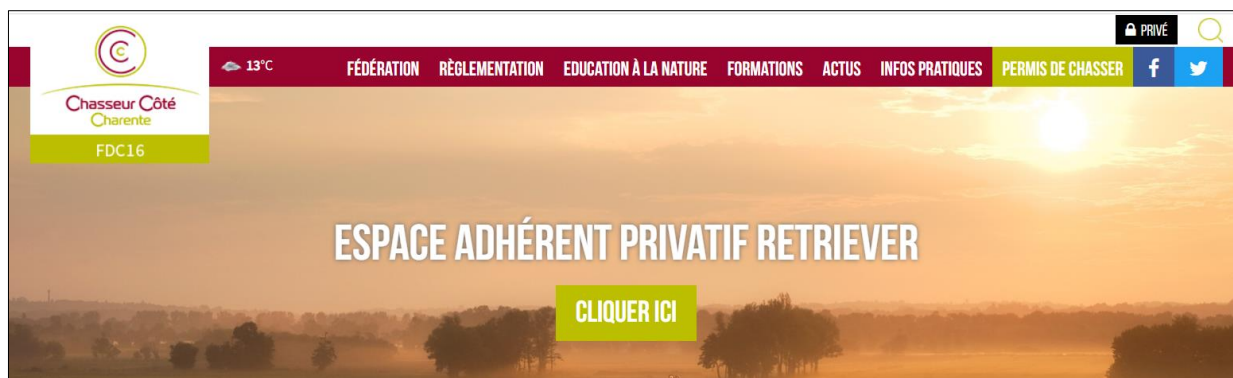 PRIVÉ
13°C
FÉDÉRATION RÈGLEMENTATION EDUCATION À LA NATURE FORMATIONS ACTUS INFOS PRATIQUES PERMIS DE CHASSER f
CC
Chasseur Côté
Charente
FDC16
ESPACE ADHÉRENT PRIVATIF RETRIEVER
CLIQUER ICI